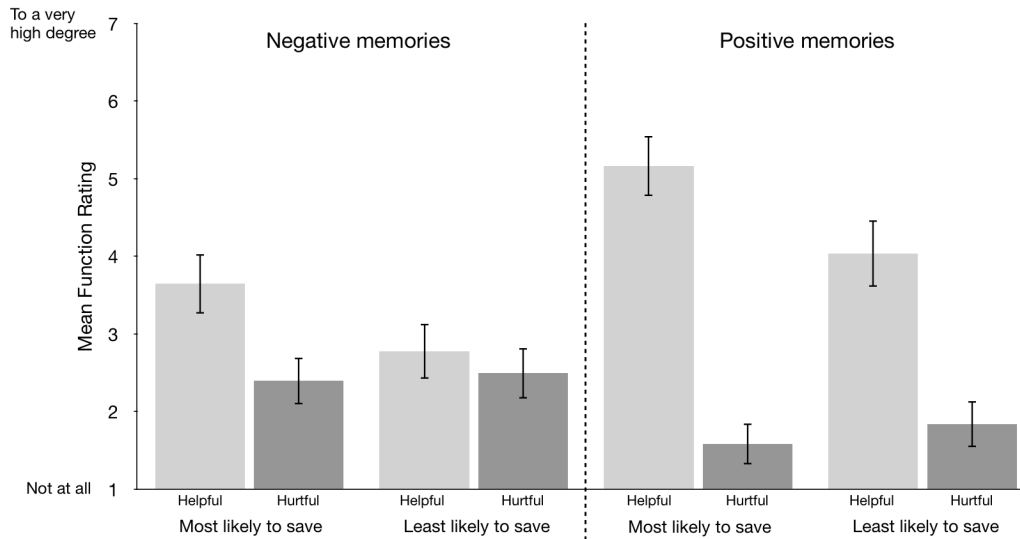 To a very
high degree
7
Negative memories
Positive memories
6
5
4
3
2
1
Mean Function Rating
Not at all
Helpful
Hurtful
Helpful
Hurtful
Helpful
Hurtful
Helpful
Hurtful
Most likely to save
Least likely to save
Most likely to save
Least likely to save